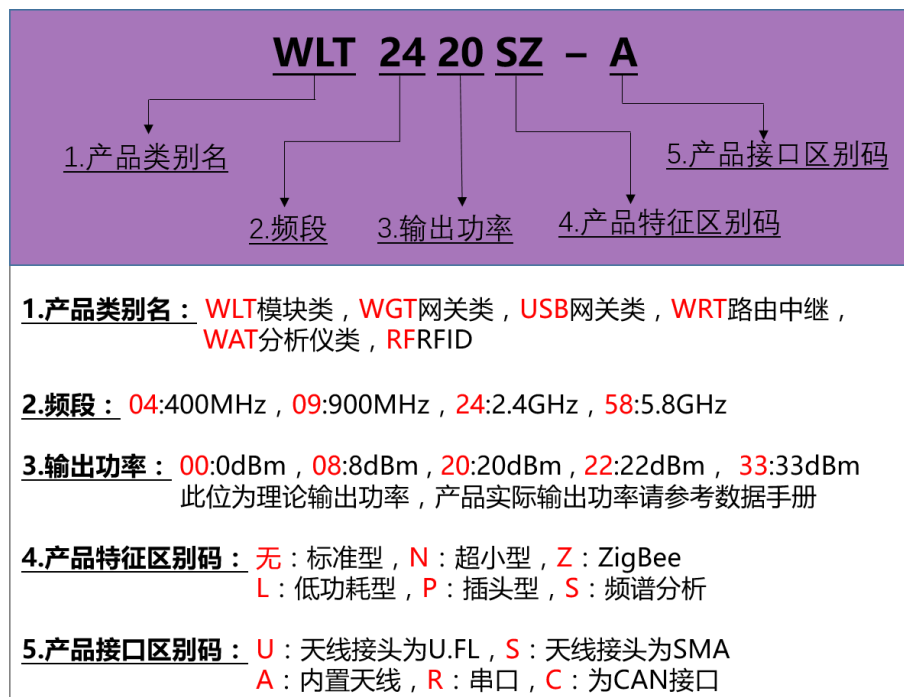 WLT 24 20 SZ – A
1.产品类别名
5.产品接口区别码
2.频段
3.输出功率
4.产品特征区别码
1.产品类别名：WLT模块类，WGT网关类，USB网关类，WRT路由中继，
WAT分析仪类，RFRFID
2.频段：04:400MHz，09:900MHz，24:2.4GHz，58:5.8GHz
3.输出功率：00:0dBm，08:8dBm，20:20dBm，22:22dBm，33:33dBm
此位为理论输出功率，产品实际输出功率请参考数据手册
4.产品特征区别码：无：标准型，N：超小型，Z：ZigBee
L：低功耗型，P：插头型，S：频谱分析
5.产品接口区别码：U：天线接头为U.FL，S：天线接头为SMA
A：内置天线，R：串口，C：为CAN接口